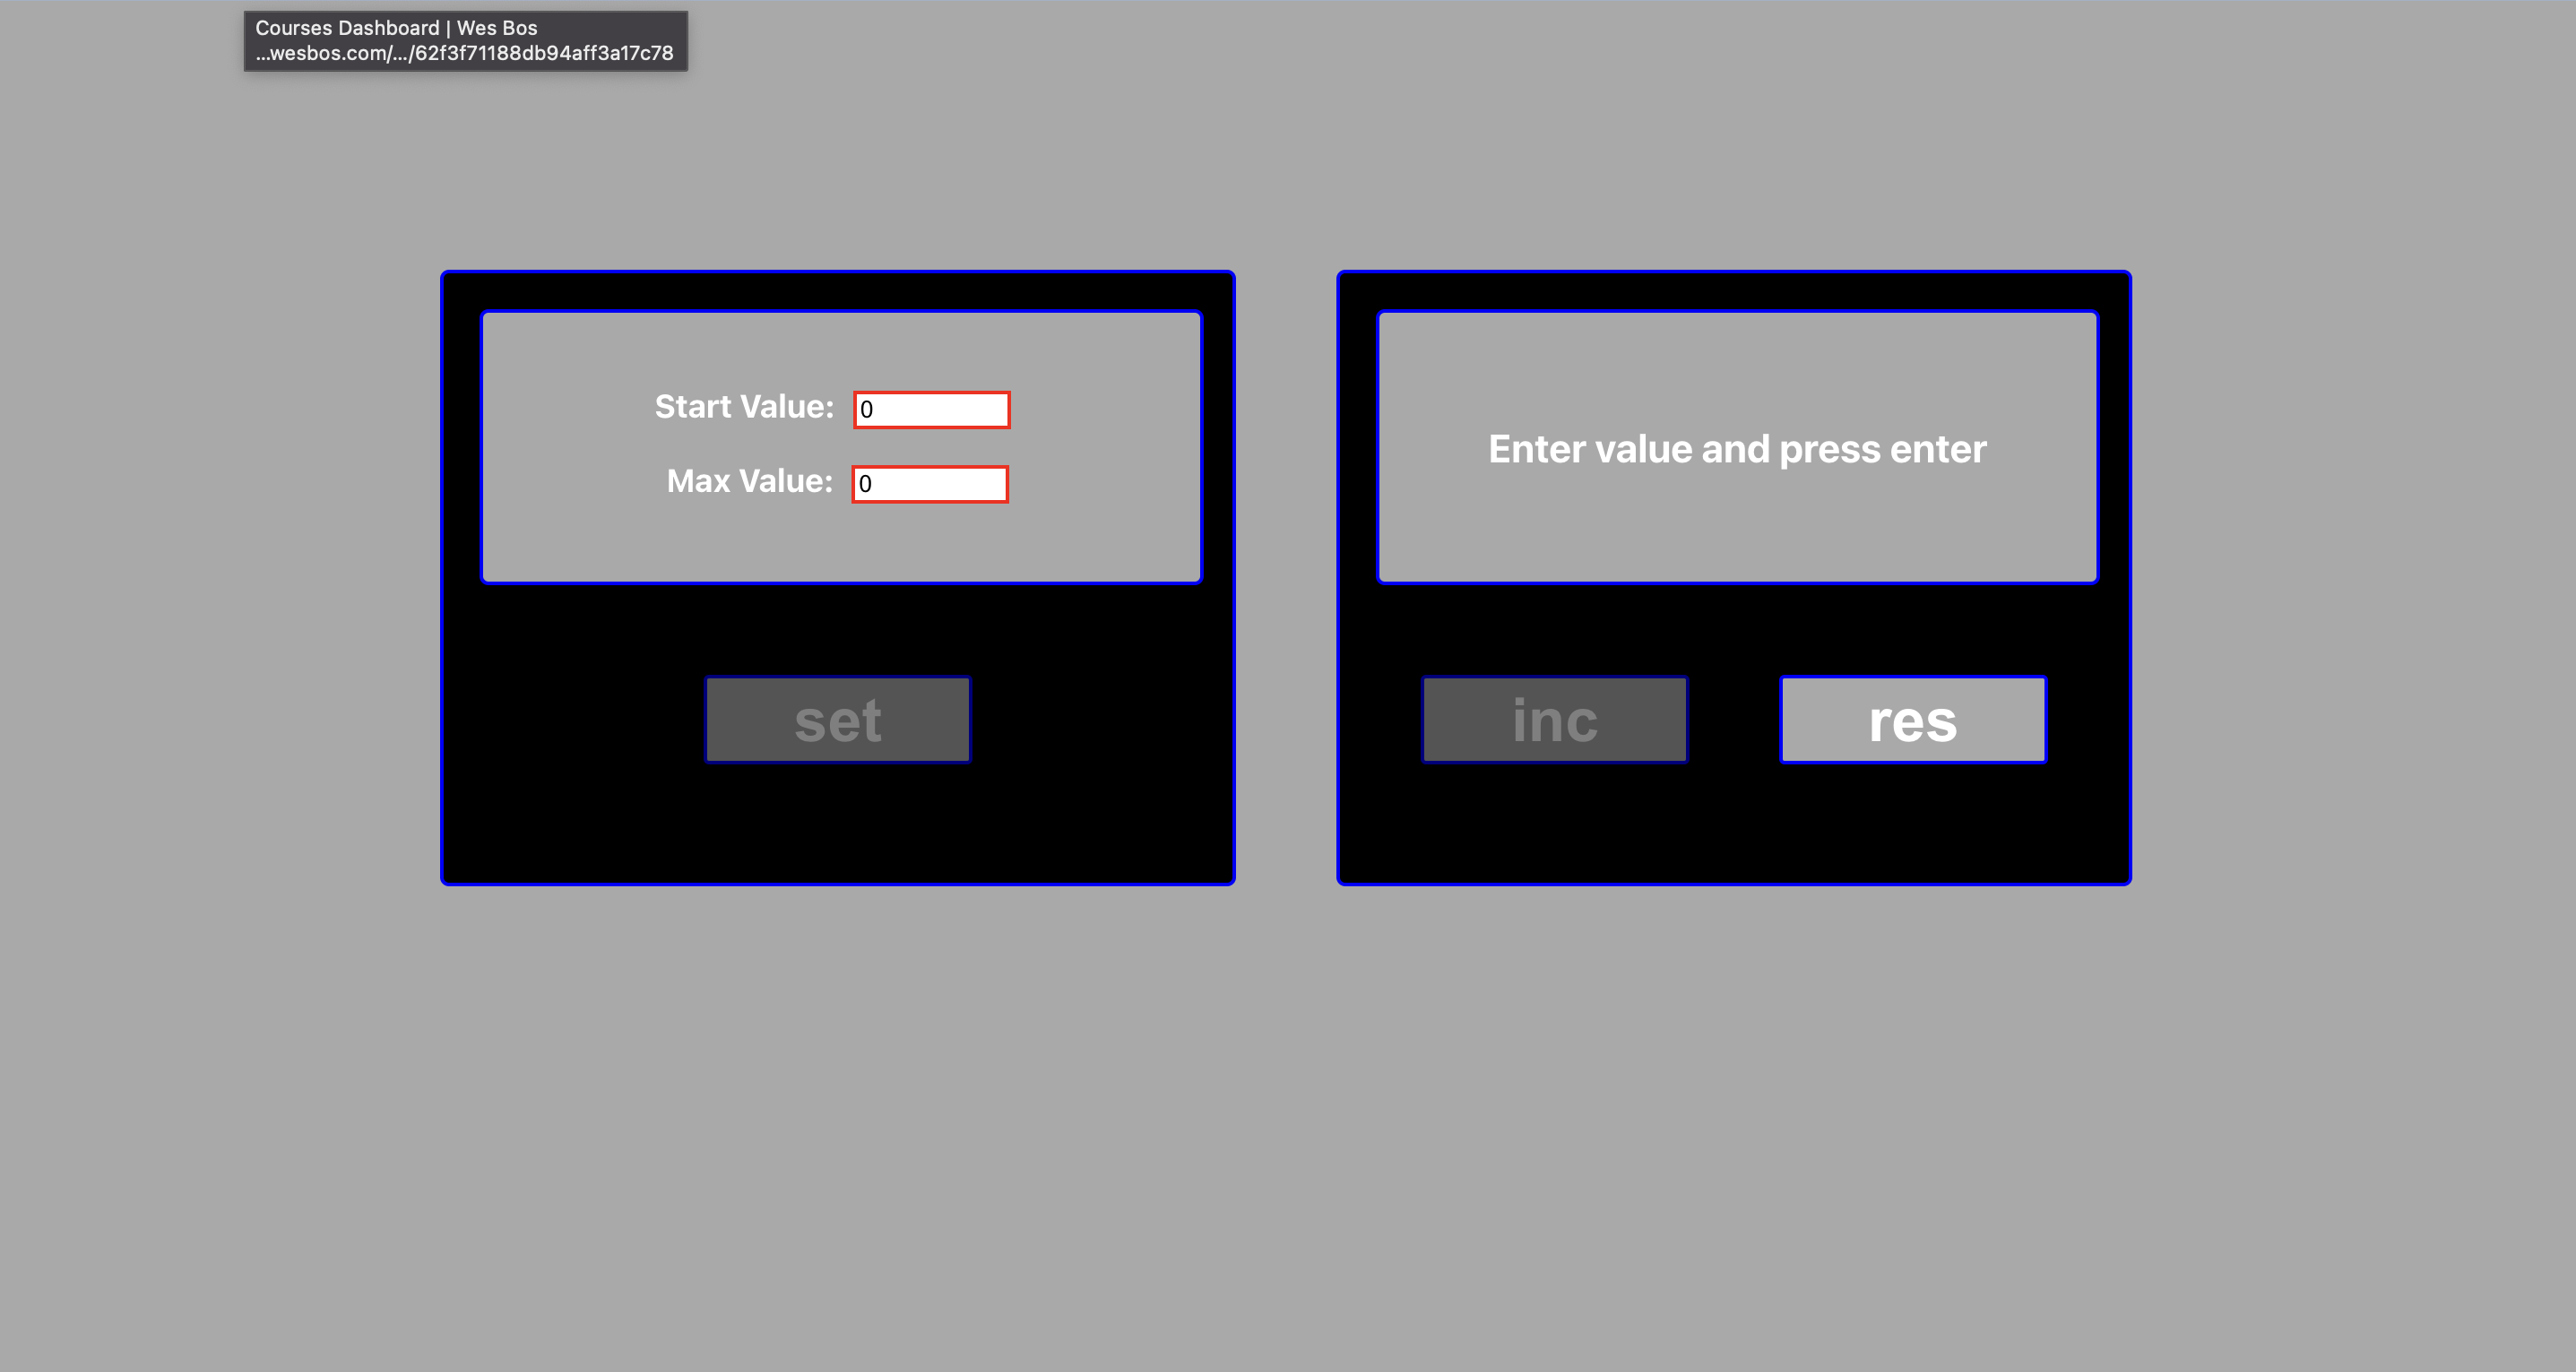 Courses Dashboard | Wes Bos
...wesbos.com/.../62f3f71188db94aff3a17c78
Start Value: 0
Max Value: 0
set
Enter value and press enter
inc
res